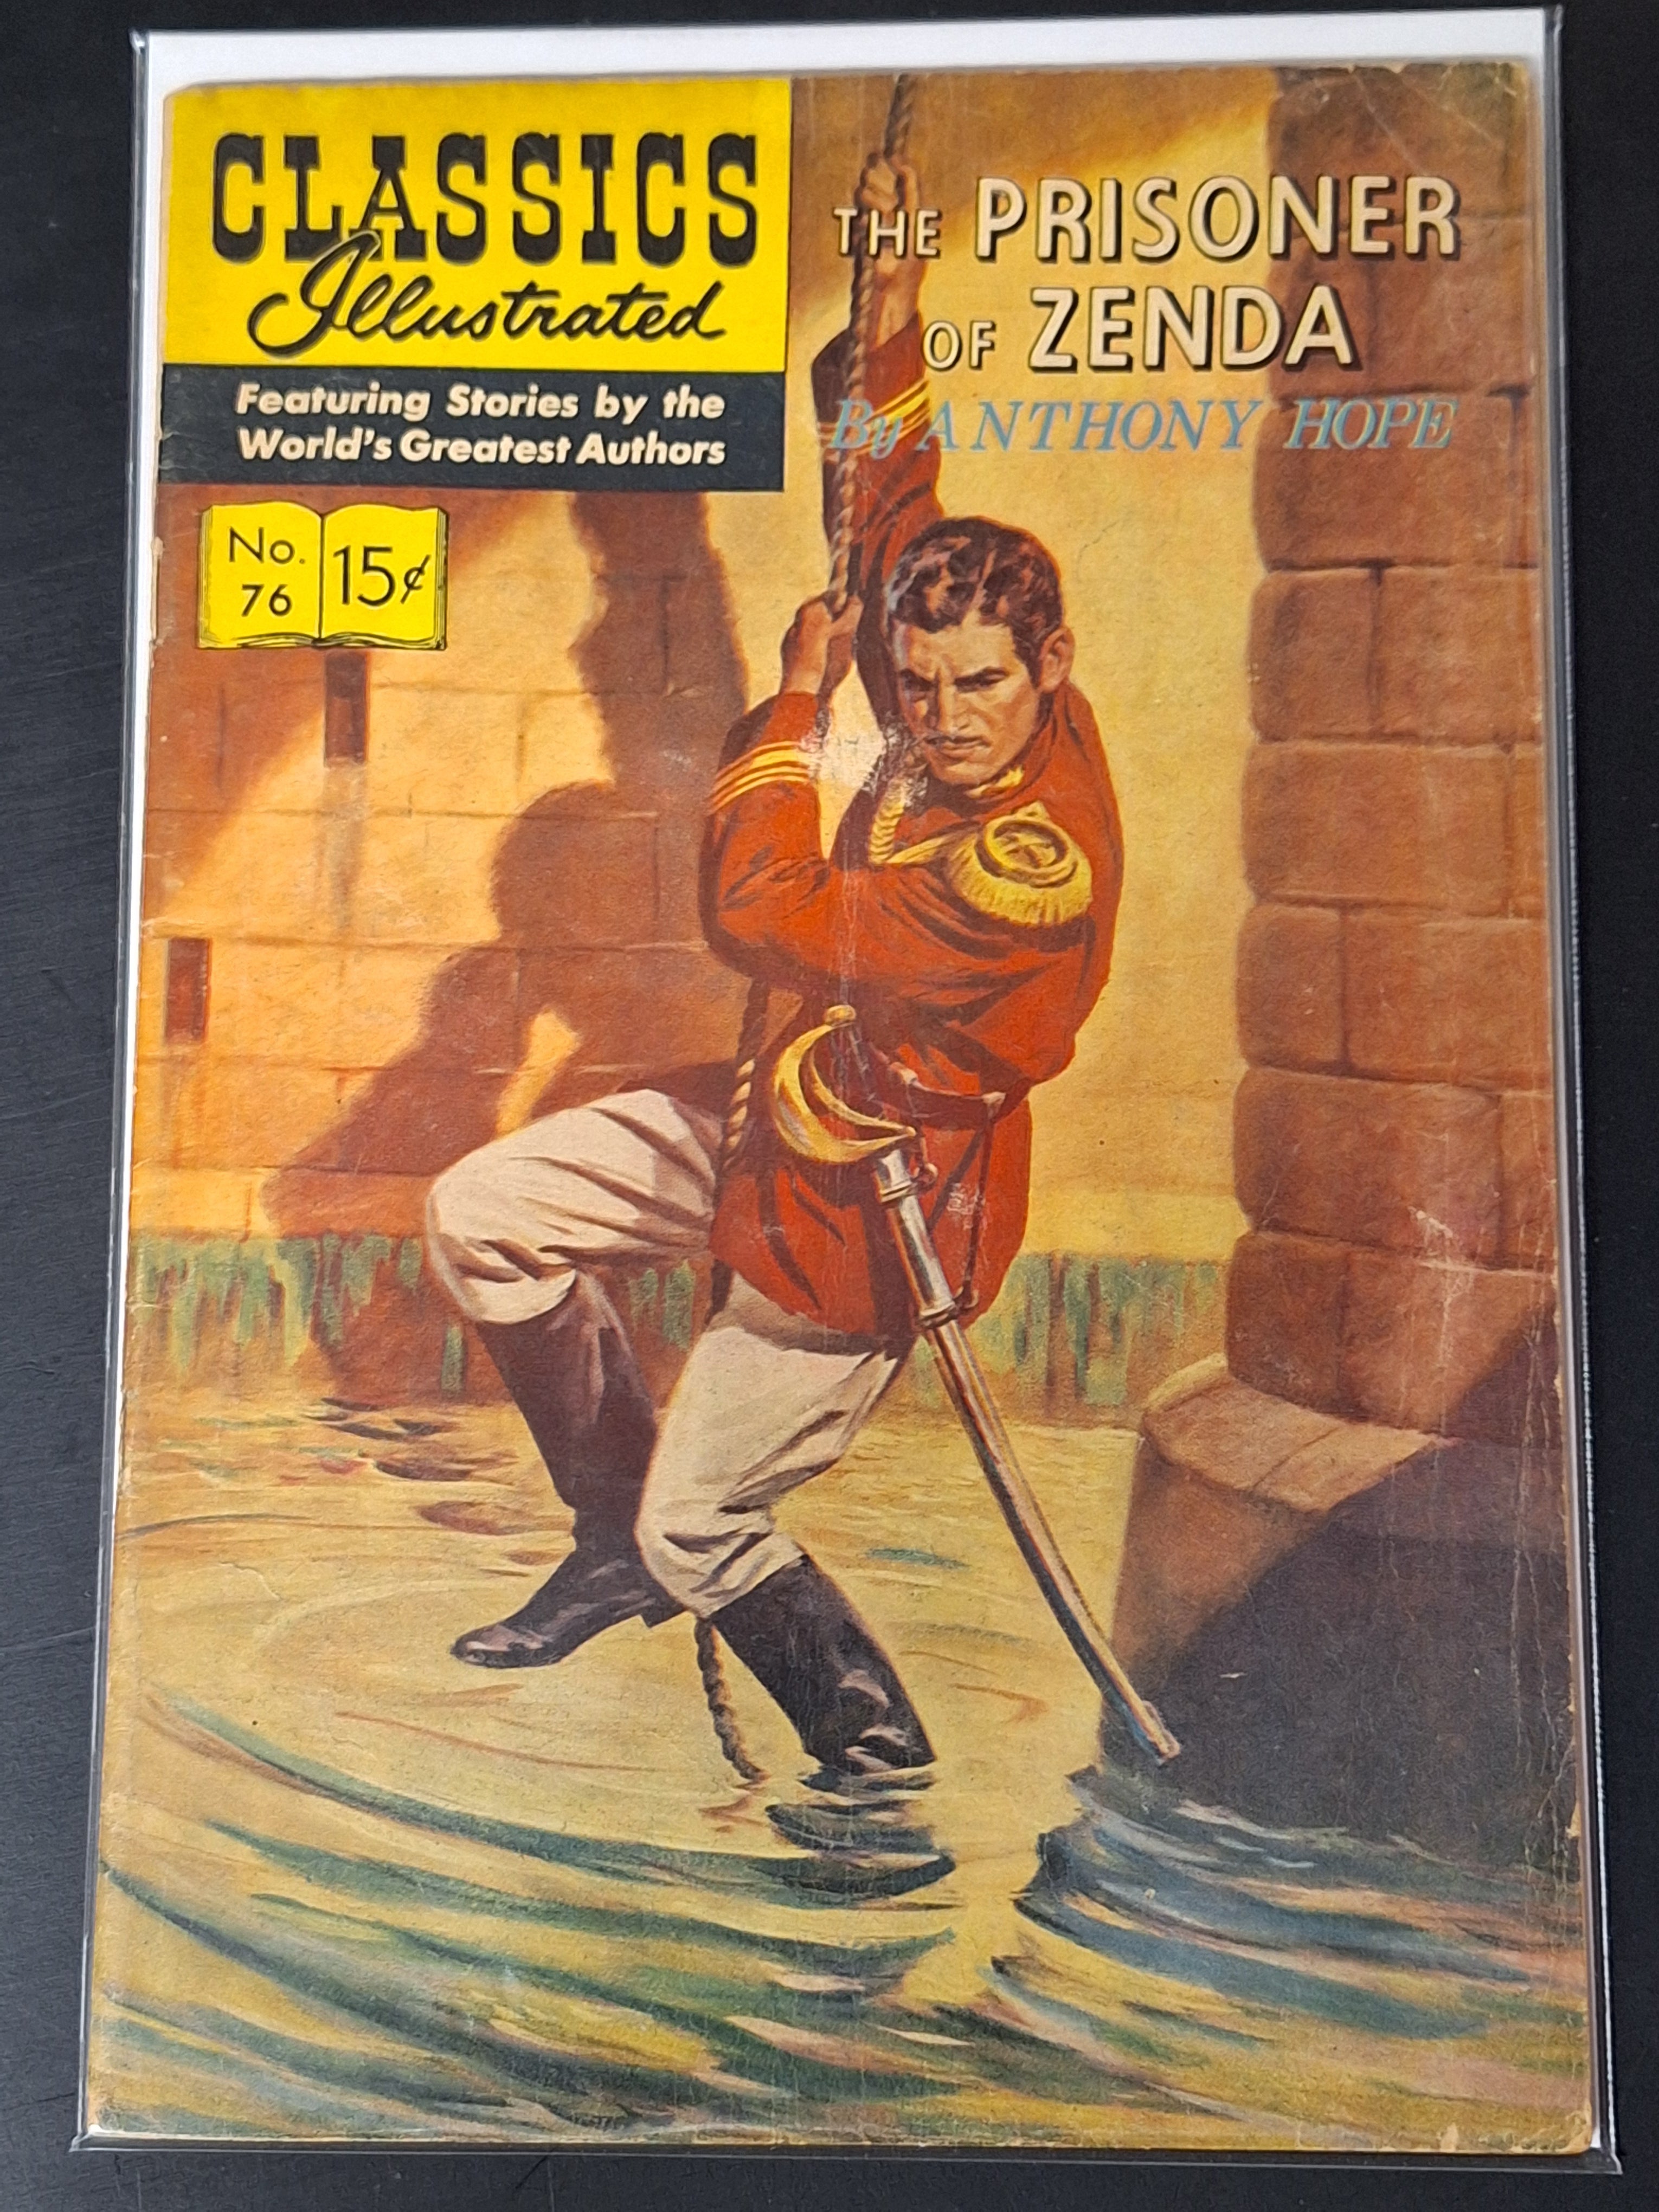 CLASSICS
Illustrated
Featuring Stories by the
World's Greatest Authors
No.
76
15¢
THE PRISONER
OF ZENDA
By ANTHONY HOPE